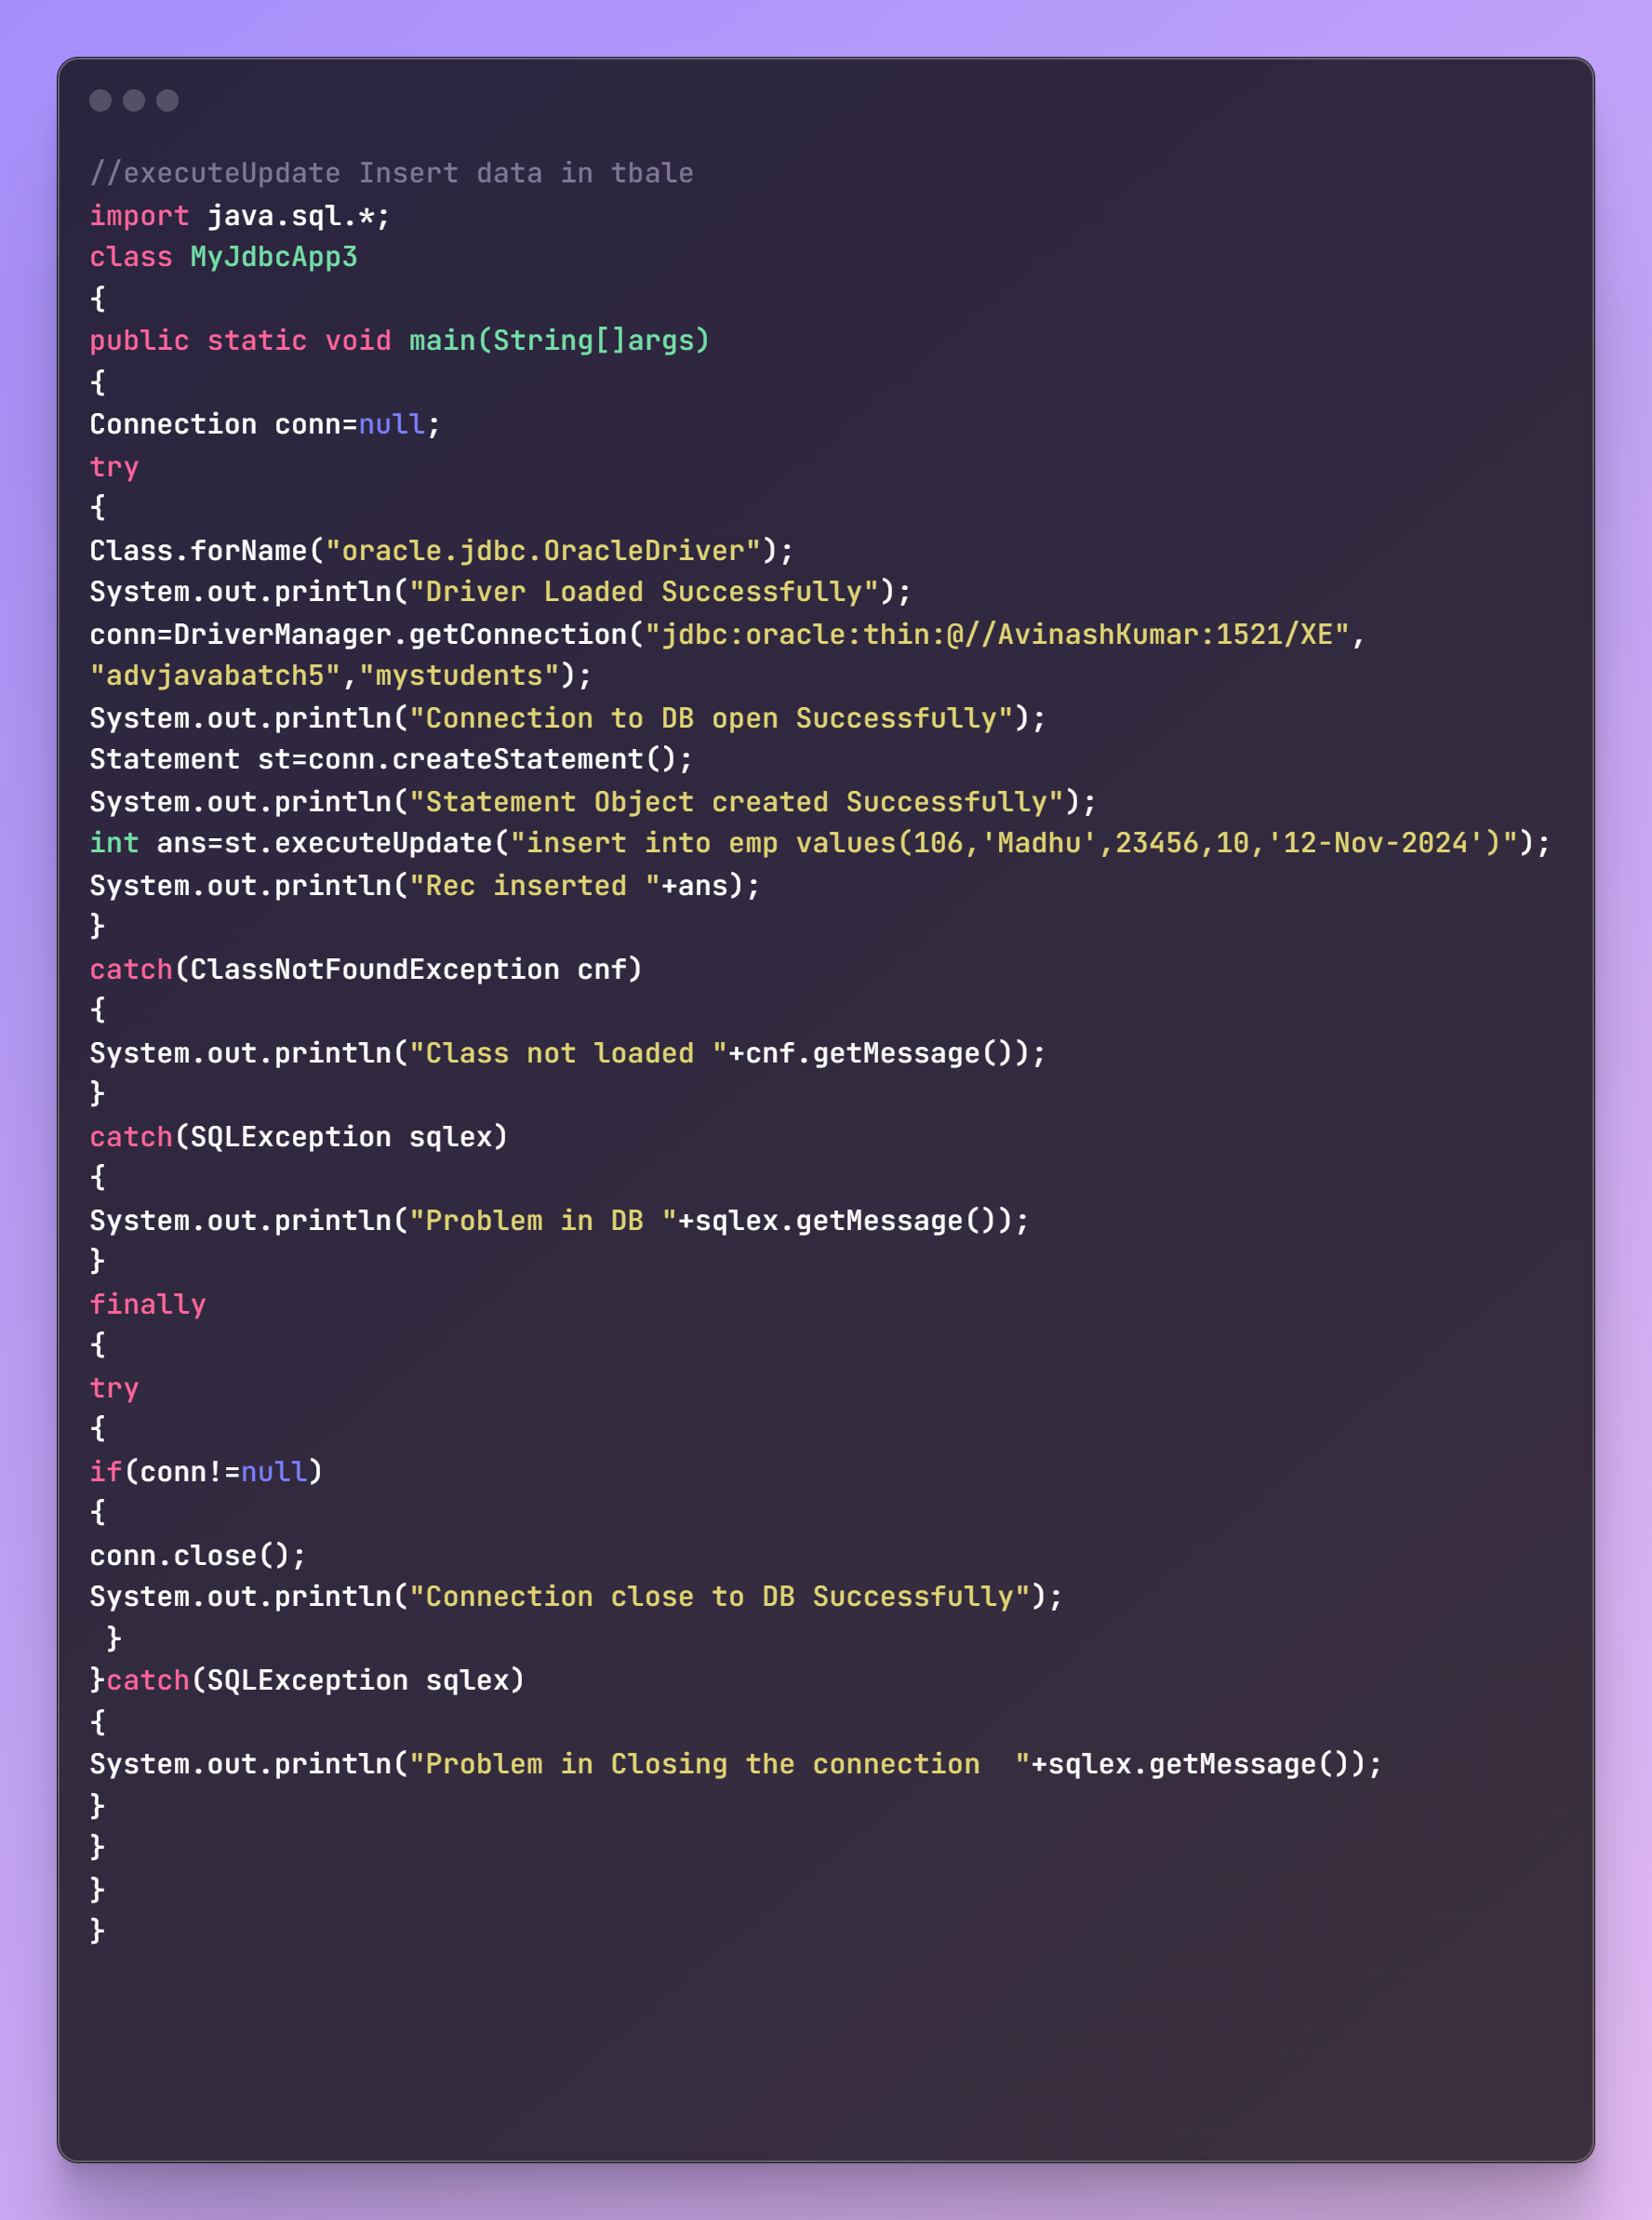 //executeUpdate Insert data in tbale
import java.sql.*;
class MyJdbcApp3
{
public static void main(String[]args)
{
Connection conn=null;
try
{
Class.forName("oracle.jdbc.OracleDriver");
System.out.println("Driver Loaded Successfully");
conn=DriverManager.getConnection("jdbc:oracle:thin:@//AvinashKumar:1521/XE",
"advjavabatch5","mystudents");
System.out.println("Connection to DB open Successfully");
Statement st=conn.createStatement();
System.out.println("Statement Object created Successfully");
int ans=st.executeUpdate("insert into emp values(106,'Madhu',23456,10,'12-Nov-2024')");
System.out.println("Rec inserted "+ans);
}
catch(ClassNotFoundException cnf)
{
System.out.println("Class not loaded "+cnf.getMessage());
}
catch(SQLException sqlex)
{
System.out.println("Problem in DB "+sqlex.getMessage());
}
finally
{
try
{
if(conn!=null)
{
conn.close();
System.out.println("Connection close to DB Successfully");
 }
}catch(SQLException sqlex)
{
System.out.println("Problem in Closing the connection  "+sqlex.getMessage());
}
}
}
}